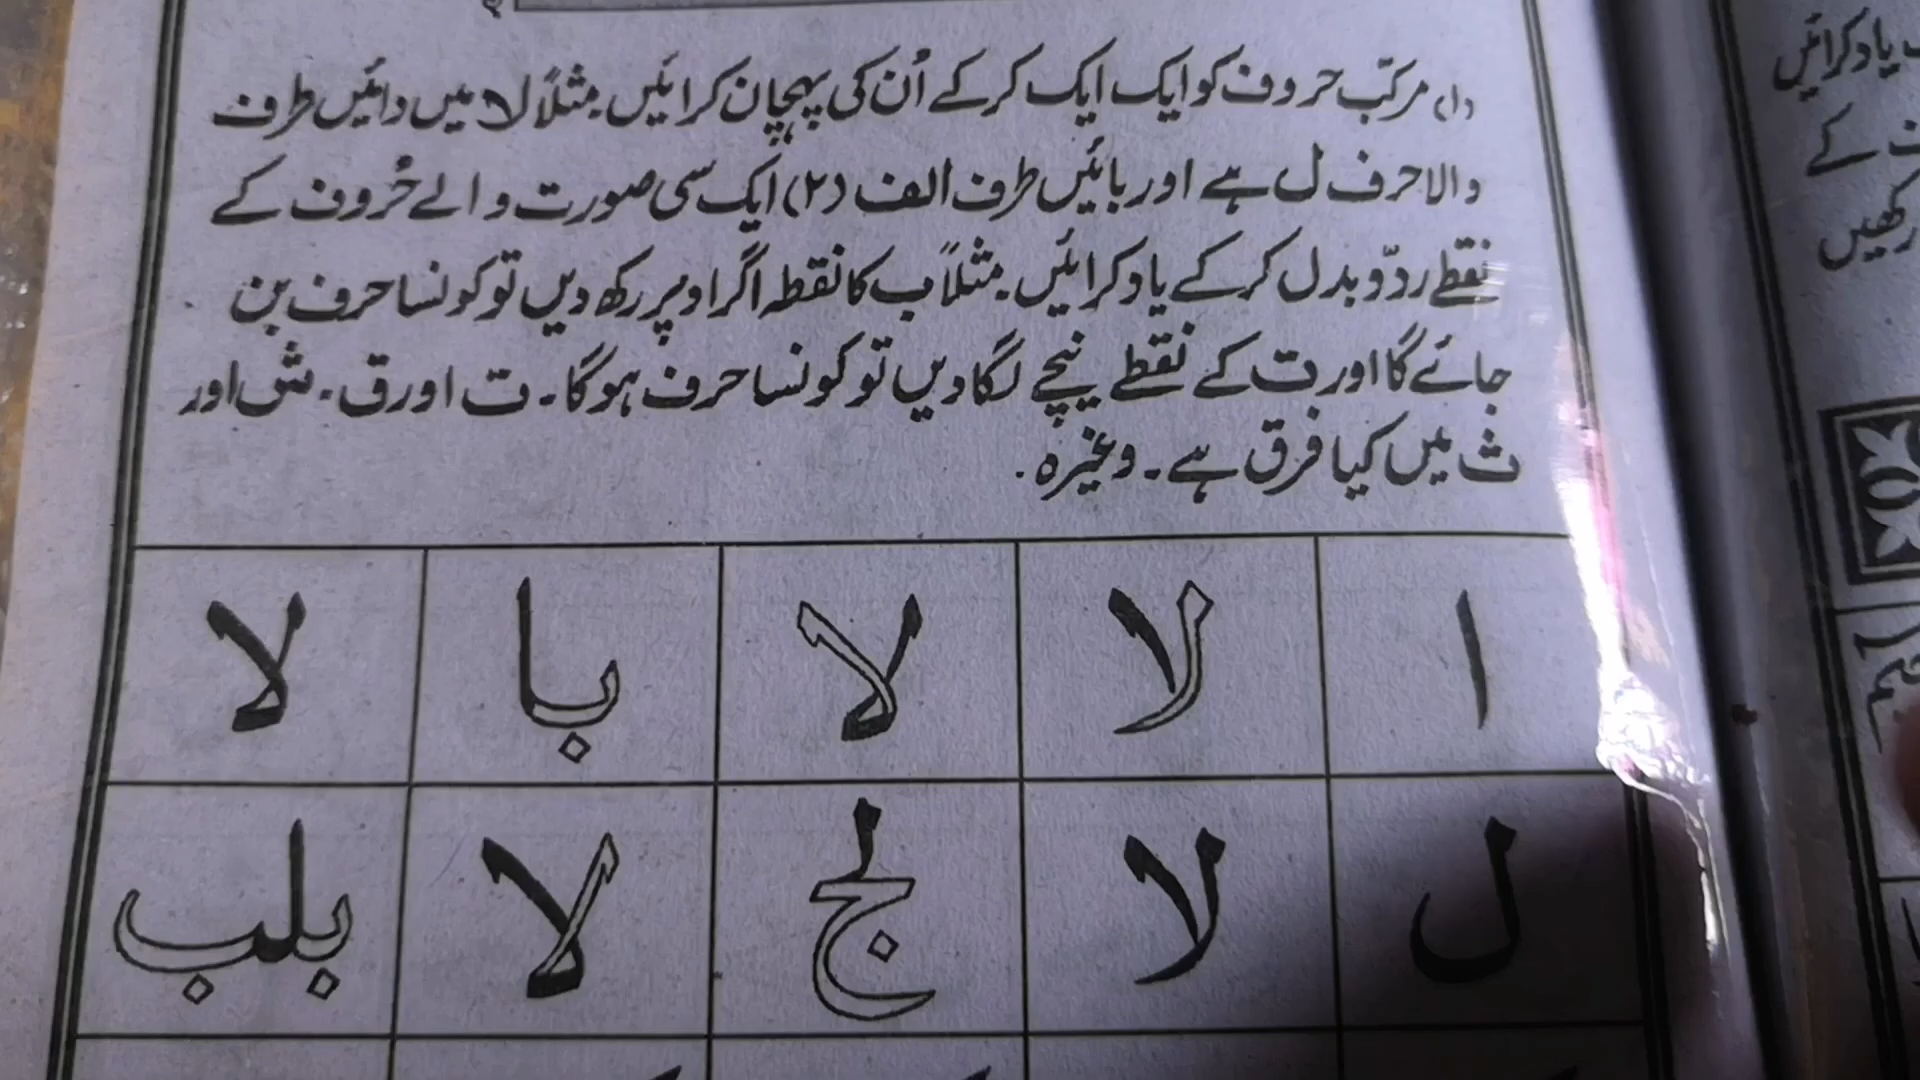 (۱) مرکّب حروف کو ایک ایک کر کے اُن کی پہچان کرائیں. مثلاً لا میں دائیں طرف
والا حرف ل ہے اور بائیں طرف الف (۲) ایک سی صورت والے حُروف کے
نقطے ردّ و بدل کر کے یاد کرائیں. مثلاً ب کا نقطہ اگر اوپر رکھ دیں تو کونسا حرف بن
جائے گا اور ت کے نقطے نیچے لگا دیں تو کونسا حرف ہو گا۔ ت اور ق. ش اور
ث میں کیا فرق ہے۔ وغیرہ.
ا لا لا با لا
ل لا لج لا بلب
یاد کرائیں
کے
رکھیں